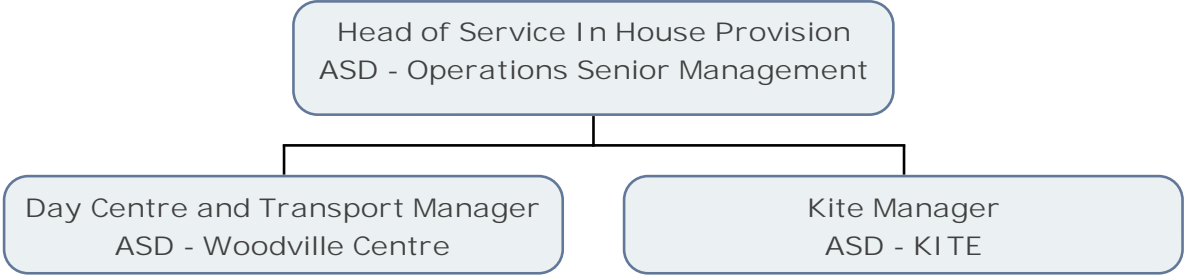 Head of Service In House Provision
ASD - Operations Senior Management
Day Centre and Transport Manager
ASD - Woodville Centre
Kite Manager
ASD - KITE